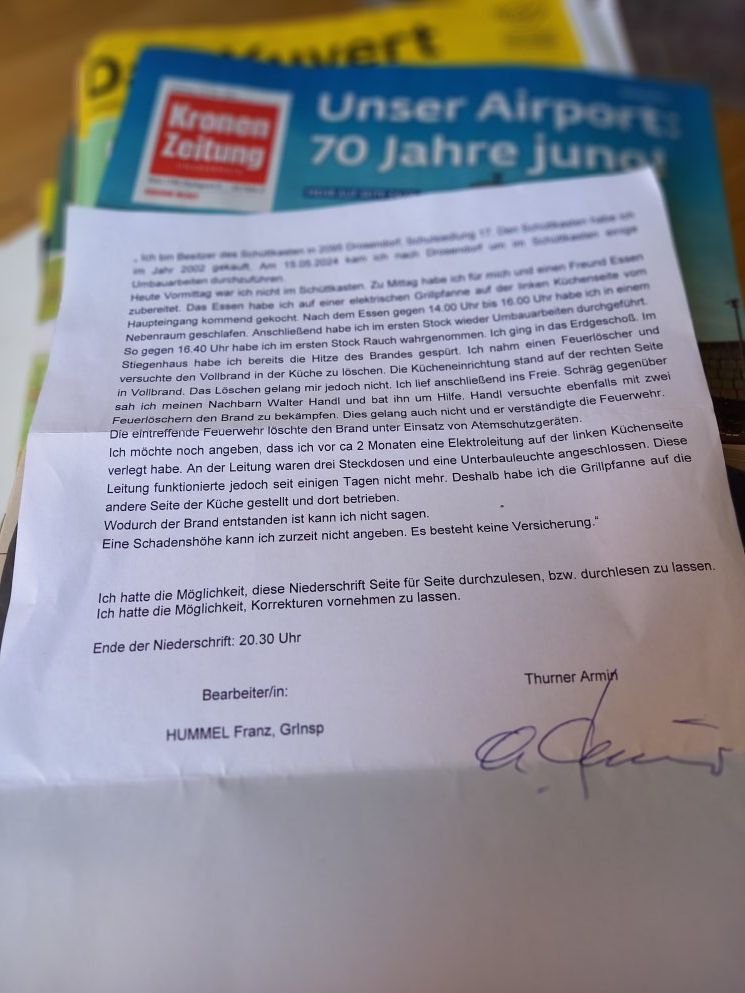 Kuvert
Kronen
Zeitung
Unser Airport:
70 Jahre jung!
„Ich bin Besitzer des Schüttkasten in 2095 Drosendorf, Schulsiedlung 17. Den Schüttkasten habe ich
im Jahr 2002 gekauft. Am 15.05.2024 kam ich nach Drosendorf um im Schüttkasten einige
Umbauarbeiten durchzuführen.
Heute Vormittag war ich nicht im Schüttkasten. Zu Mittag habe ich für mich und einen Freund Essen
zubereitet. Das Essen habe ich auf einer elektrischen Grillpfanne auf der linken Küchenseite vom
Haupteingang kommend gekocht. Nach dem Essen gegen 14.00 Uhr bis 16.00 Uhr habe ich in einem
Nebenraum geschlafen. Anschließend habe ich im ersten Stock wieder Umbauarbeiten durchgeführt.
So gegen 16.40 Uhr habe ich im ersten Stock Rauch wahrgenommen. Ich ging in das Erdgeschoß. Im
Stiegenhaus habe ich bereits die Hitze des Brandes gespürt. Ich nahm einen Feuerlöscher und
versuchte den Vollbrand in der Küche zu löschen. Die Kücheneinrichtung stand auf der rechten Seite
in Vollbrand. Das Löschen gelang mir jedoch nicht. Ich lief anschließend ins Freie. Schräg gegenüber
sah ich meinen Nachbarn Walter Handl und bat ihn um Hilfe. Handl versuchte ebenfalls mit zwei
Feuerlöschern den Brand zu bekämpfen. Dies gelang auch nicht und er verständigte die Feuerwehr.
Die eintreffende Feuerwehr löschte den Brand unter Einsatz von Atemschutzgeräten.
Ich möchte noch angeben, dass ich vor ca 2 Monaten eine Elektroleitung auf der linken Küchenseite
verlegt habe. An der Leitung waren drei Steckdosen und eine Unterbauleuchte angeschlossen. Diese
Leitung funktionierte jedoch seit einigen Tagen nicht mehr. Deshalb habe ich die Grillpfanne auf die
andere Seite der Küche gestellt und dort betrieben.
Wodurch der Brand entstanden ist kann ich nicht sagen.
Eine Schadenshöhe kann ich zurzeit nicht angeben. Es besteht keine Versicherung.“
Ich hatte die Möglichkeit, diese Niederschrift Seite für Seite durchzulesen, bzw. durchlesen zu lassen.
Ich hatte die Möglichkeit, Korrekturen vornehmen zu lassen.
Ende der Niederschrift: 20.30 Uhr
Thurner Armin
Bearbeiter/in:
HUMMEL Franz, GrInsp